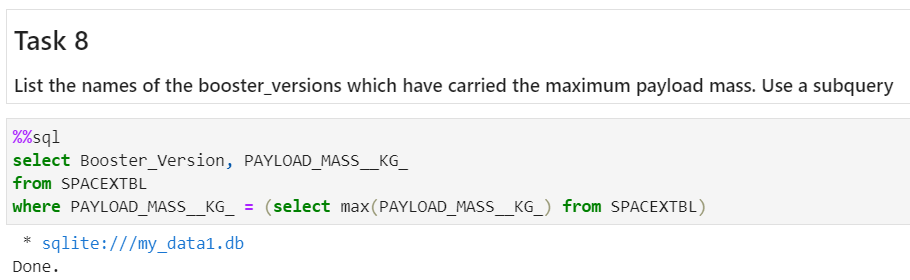 Task 8
List the names of the booster_versions which have carried the maximum payload mass. Use a subquery
%%sql
select Booster_Version, PAYLOAD_MASS__KG_
from SPACEXTBL
where PAYLOAD_MASS__KG_ = (select max(PAYLOAD_MASS__KG_) from SPACEXTBL)
* sqlite:///my_data1.db
Done.